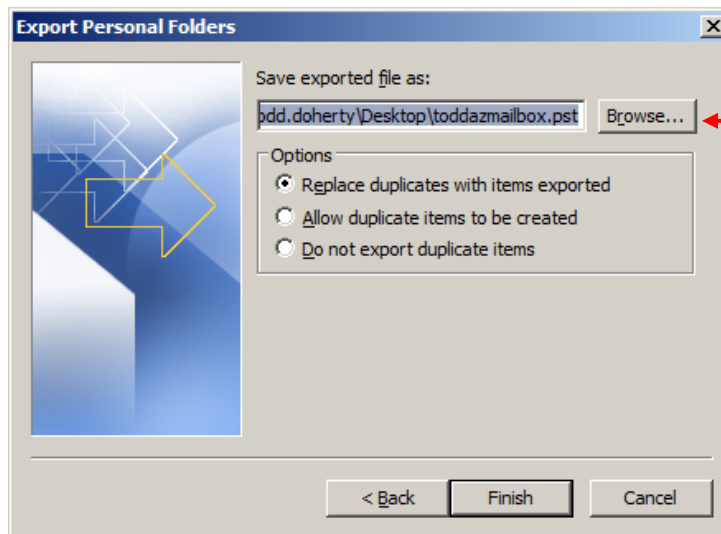 Export Personal Folders
Save exported file as:
odd.doherty\Desktop\toddazmailbox.pst
Browse...
Options
Replace duplicates with items exported
Allow duplicate items to be created
Do not export duplicate items
< Back
Finish
Cancel